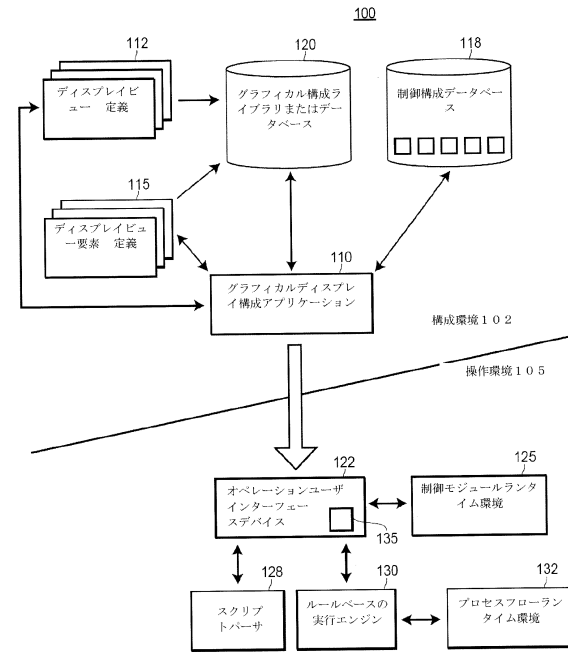 100
112
ディスプレイビ
ュー 定義
120
グラフィカル構成ラ
イブラリまたはデー
タベース
118
制御構成データベー
ス
115
ディスプレイビ
ュー要素 定義
110
グラフィカルディスプレ
イ構成アプリケーション
構成環境102
操作環境105
122
オペレーションユーザ
インターフェー
スデバイス
135
125
制御モジュールランタ
イム環境
128
スクリプ
トパーサ
130
ルールベースの
実行エンジン
132
プロセスフローラン
タイム環境